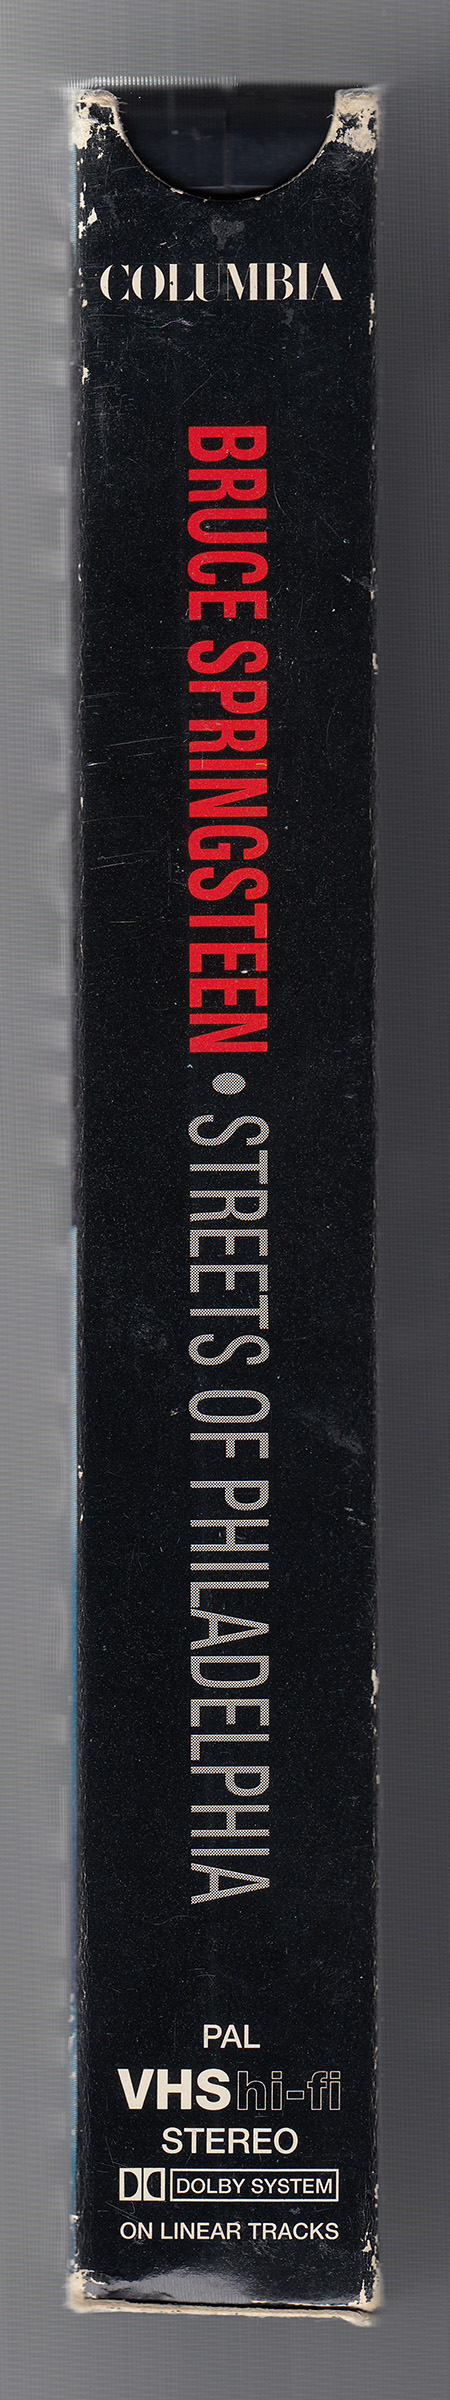 COLUMBIA
BRUCE SPRINGSTEEN • STREETS OF PHILADELPHIA
PAL
VHS hi-fi
STEREO
DOLBY SYSTEM
ON LINEAR TRACKS